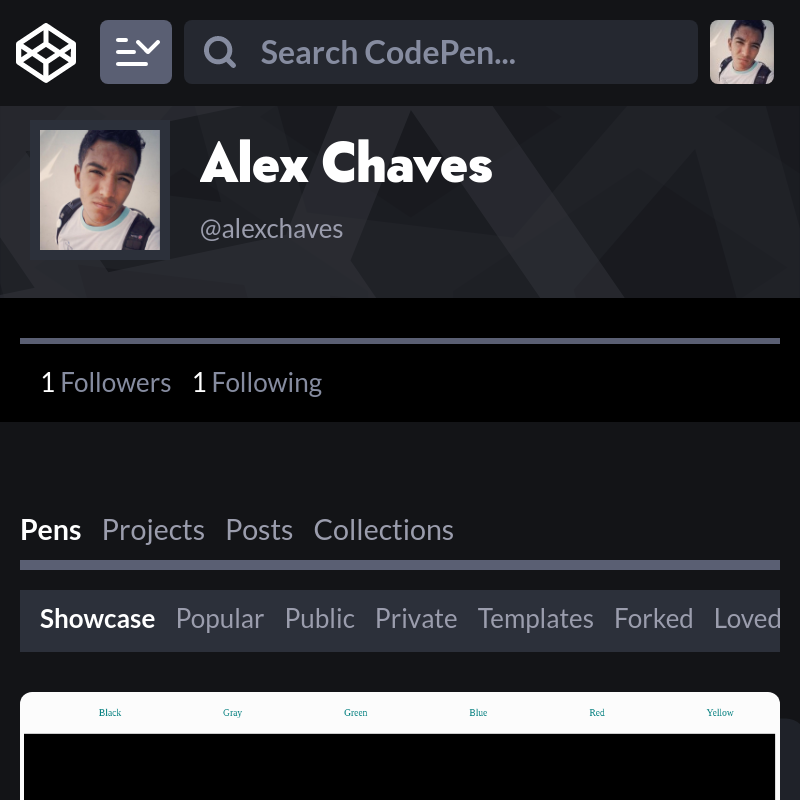 Search CodePen...
Alex Chaves
@alexchaves
1 Followers 1 Following
Pens Projects Posts Collections
Showcase Popular Public Private Templates Forked Loved
Black Gray Green Blue Red Yellow